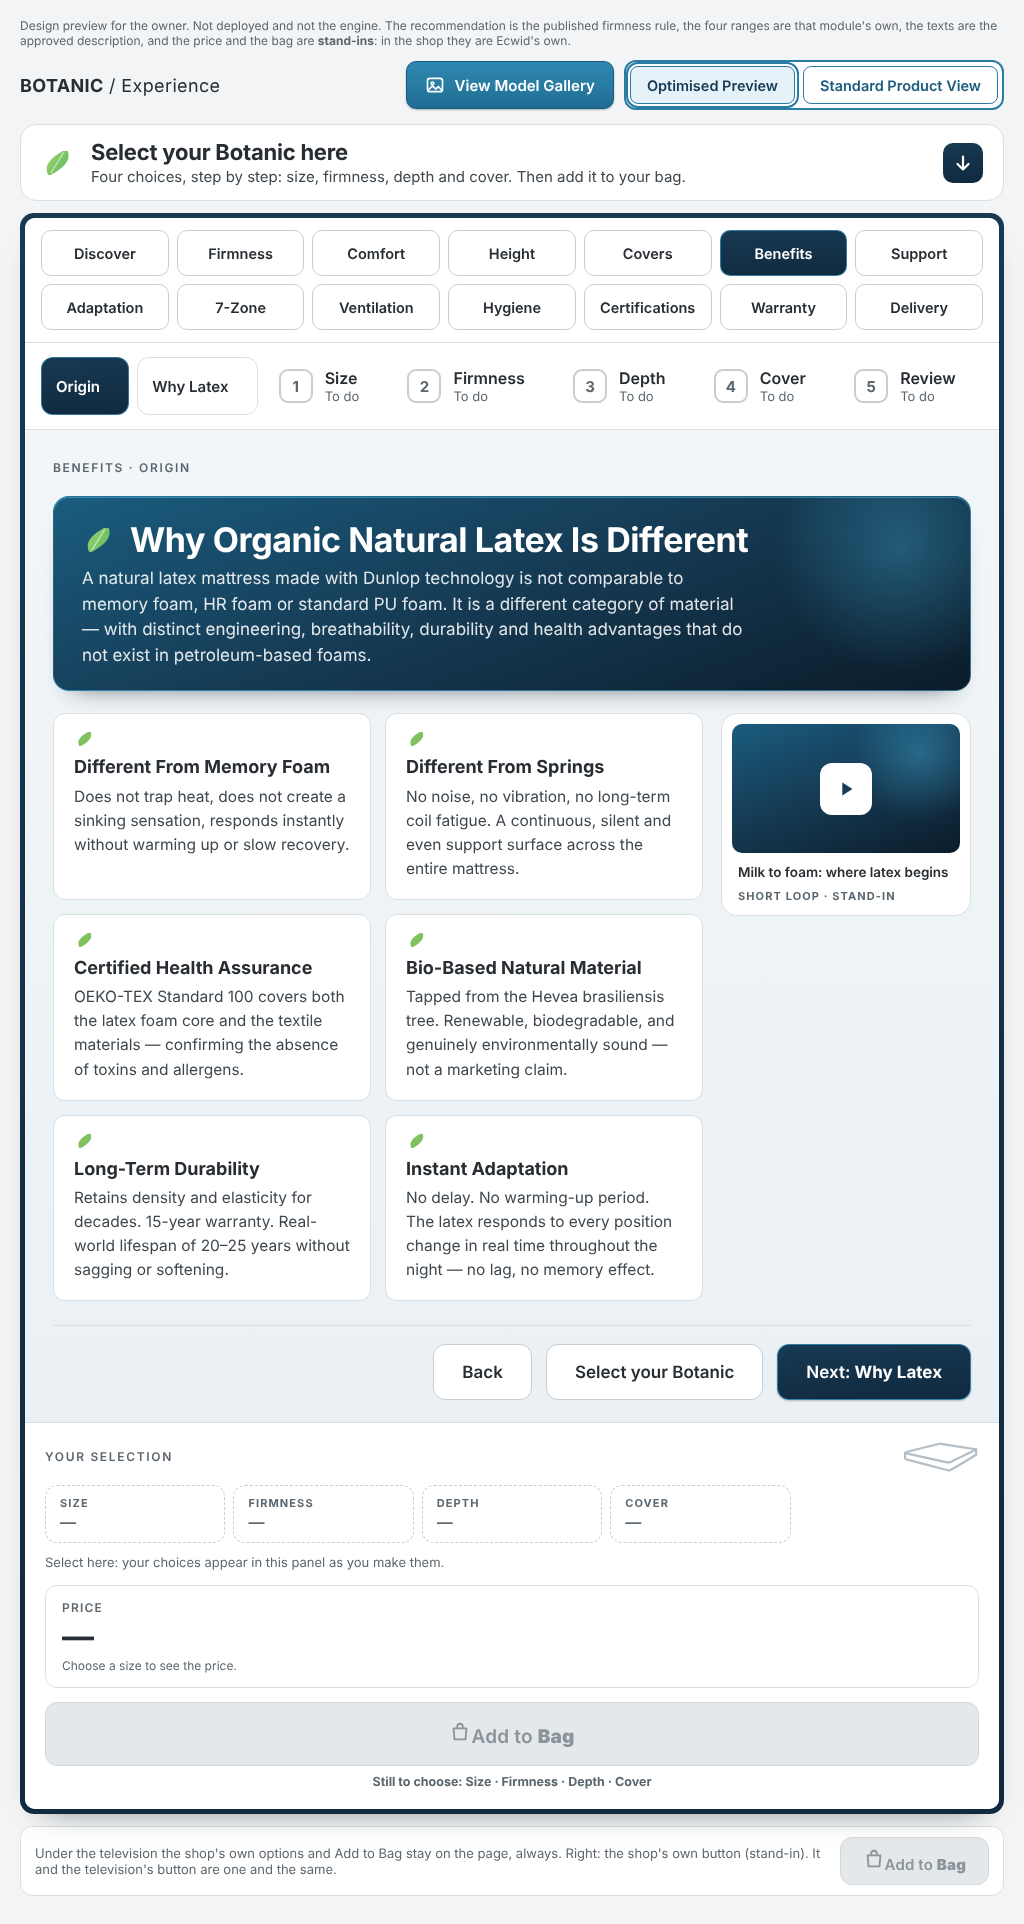 Design preview for the owner. Not deployed and not the engine. The recommendation is the published firmness rule, the four ranges are that module's own, the texts are the
approved description, and the price and the bag are stand-ins: in the shop they are Ecwid's own.
BOTANIC / Experience
View Model Gallery
Optimised Preview
Standard Product View
Select your Botanic here
Four choices, step by step: size, firmness, depth and cover. Then add it to your bag.
Discover
Firmness
Comfort
Height
Covers
Benefits
Support
Adaptation
7-Zone
Ventilation
Hygiene
Certifications
Warranty
Delivery
Origin
Why Latex
1
Size
To do
2
Firmness
To do
3
Depth
To do
4
Cover
To do
5
Review
To do
BENEFITS · ORIGIN
Why Organic Natural Latex Is Different
A natural latex mattress made with Dunlop technology is not comparable to
memory foam, HR foam or standard PU foam. It is a different category of material
— with distinct engineering, breathability, durability and health advantages that do
not exist in petroleum-based foams.
Different From Memory Foam
Does not trap heat, does not create a
sinking sensation, responds instantly
without warming up or slow recovery.
Different From Springs
No noise, no vibration, no long-term
coil fatigue. A continuous, silent and
even support surface across the
entire mattress.
Milk to foam: where latex begins
SHORT LOOP · STAND-IN
Certified Health Assurance
OEKO-TEX Standard 100 covers both
the latex foam core and the textile
materials — confirming the absence
of toxins and allergens.
Bio-Based Natural Material
Tapped from the Hevea brasiliensis
tree. Renewable, biodegradable, and
genuinely environmentally sound —
not a marketing claim.
Long-Term Durability
Retains density and elasticity for
decades. 15-year warranty. Real-
world lifespan of 20–25 years without
sagging or softening.
Instant Adaptation
No delay. No warming-up period.
The latex responds to every position
change in real time throughout the
night — no lag, no memory effect.
Back
Select your Botanic
Next: Why Latex
YOUR SELECTION
SIZE
—
FIRMNESS
—
DEPTH
—
COVER
—
Select here: your choices appear in this panel as you make them.
PRICE
—
Choose a size to see the price.
Add to Bag
Still to choose: Size · Firmness · Depth · Cover
Under the television the shop's own options and Add to Bag stay on the page, always. Right: the shop's own button (stand-in). It
and the television's button are one and the same.
Add to Bag